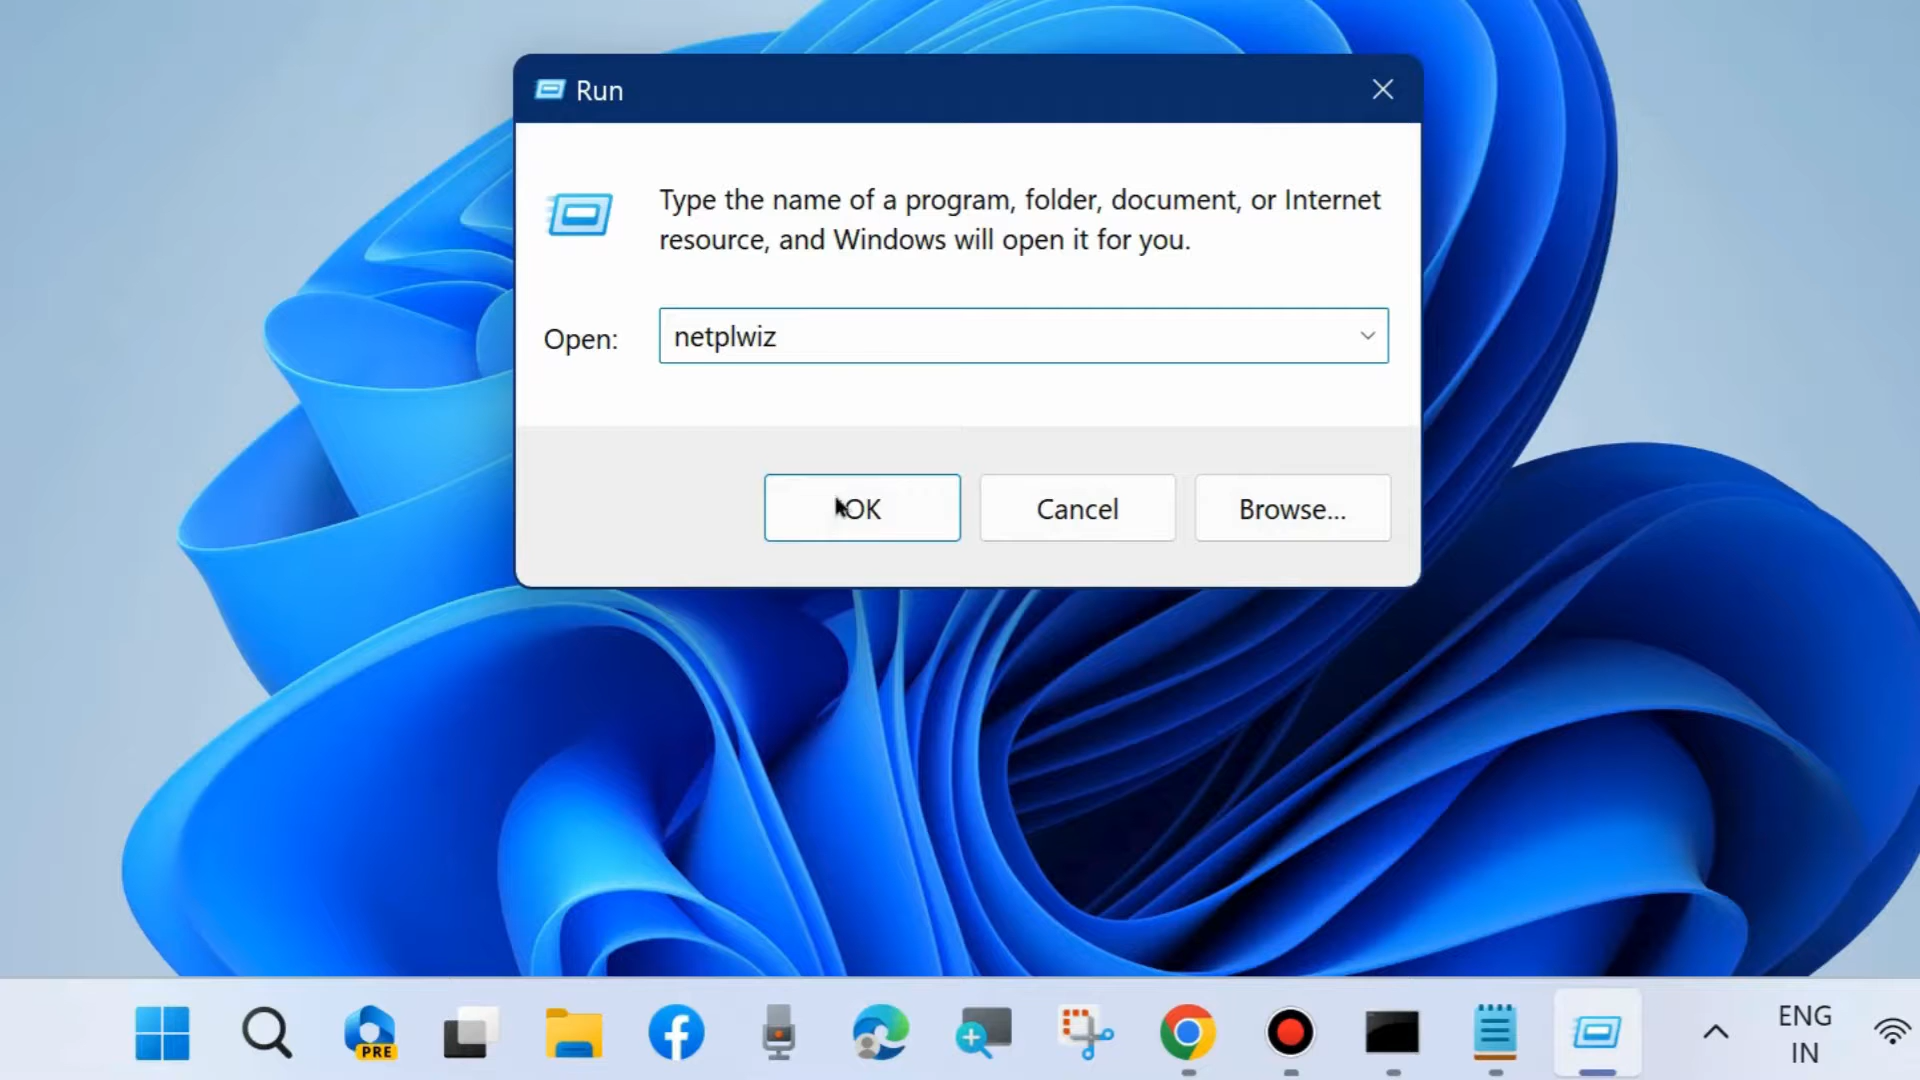 Run
Type the name of a program, folder, document, or Internet
resource, and Windows will open it for you.
Open:
netplwiz
OK
Cancel
Browse...
PRE
ENG
IN